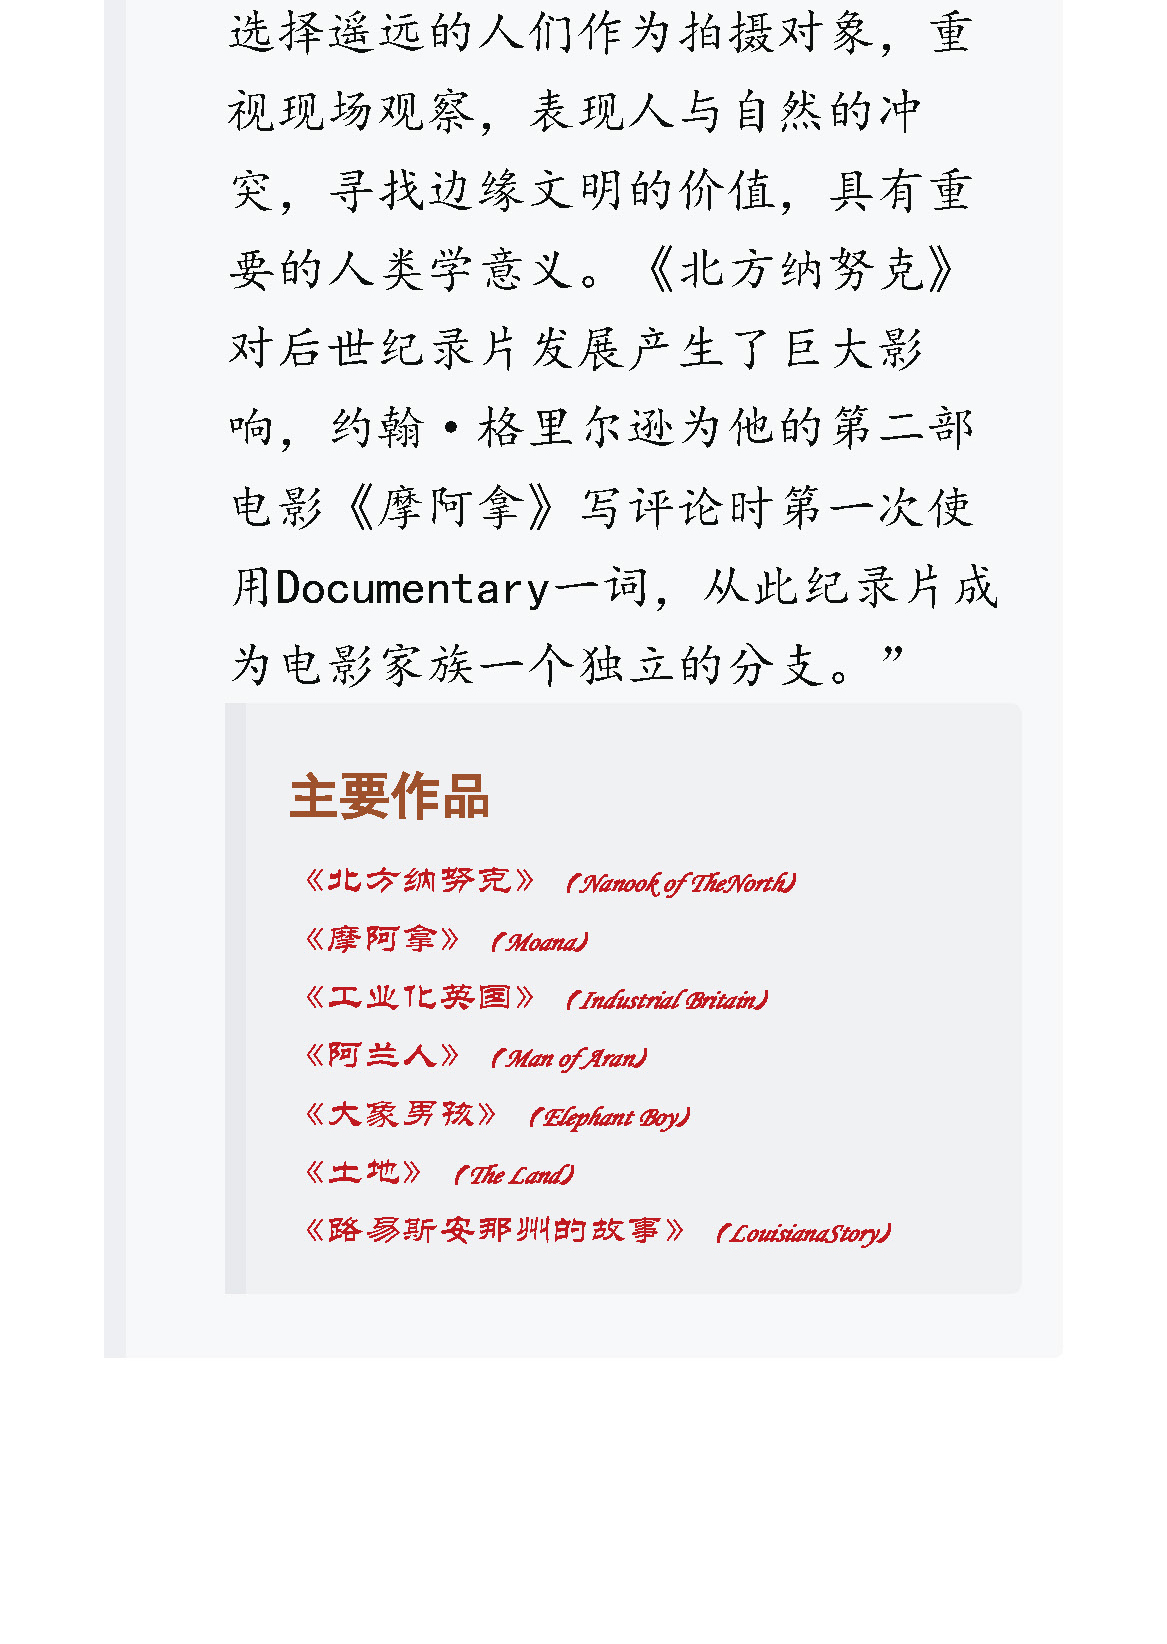 选择遥远的人们作为拍摄对象，重
视现场观察，表现人与自然的冲
突，寻找边缘文明的价值，具有重
要的人类学意义。《北方纳努克》
对后世纪录片发展产生了巨大影
响，约翰·格里尔逊为他的第二部
电影《摩阿拿》写评论时第一次使
用Documentary一词，从此纪录片成
为电影家族一个独立的分支。”
主要作品
《北方纳努克》（Nanook of TheNorth）
《摩阿拿》（Moana）
《工业化英国》（Industrial Britain）
《阿兰人》（Man of Aran）
《大象男孩》（Elephant Boy）
《土地》（The Land）
《路易斯安那州的故事》（LouisianaStory）